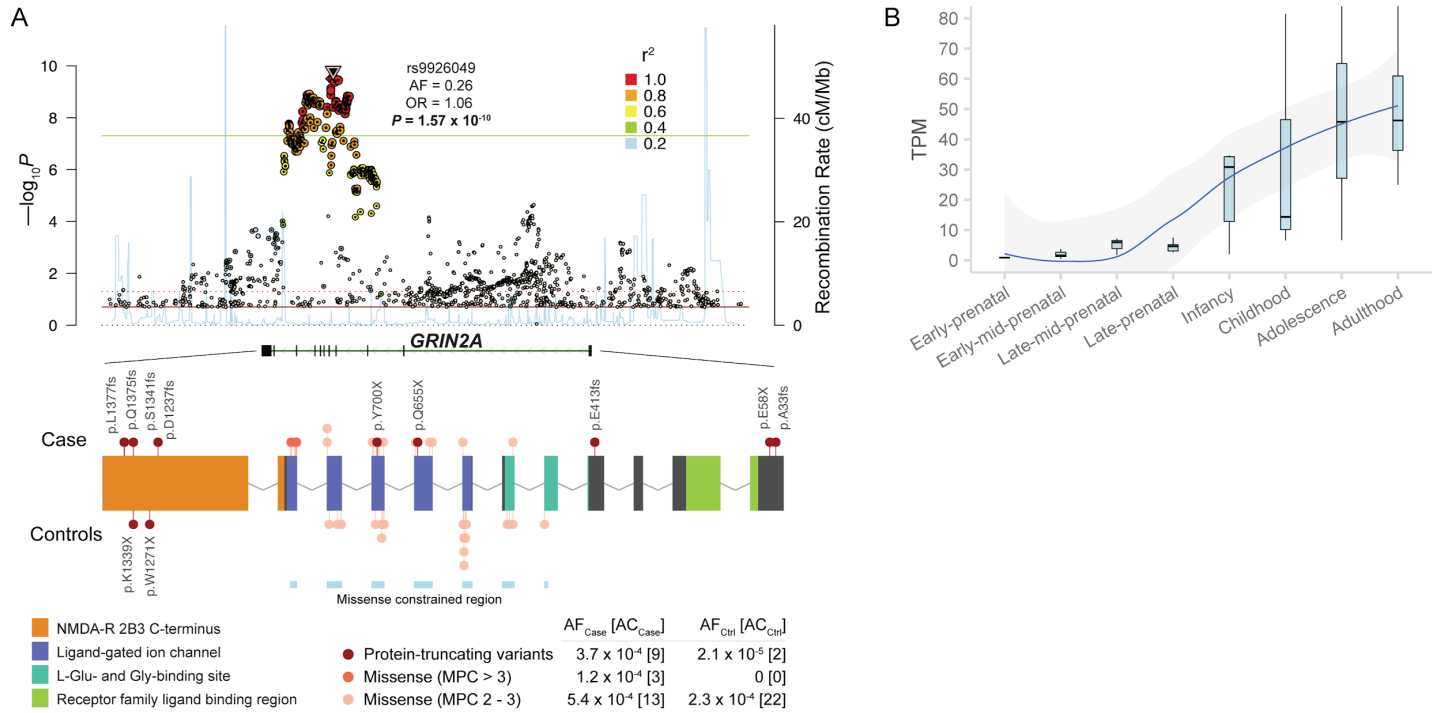 A
B
10
8
6
4
2
0
—log10P
rs9926049
AF = 0.26
OR = 1.06
P = 1.57 x 10-10
r2
1.0
0.8
0.6
0.4
0.2
40
20
0
Recombination Rate (cM/Mb)
GRIN2A
p.L1377fs
p.Q1375fs
p.S1341fs
p.D1237fs
p.Y700X
p.Q655X
p.E413fs
p.E58X
p.A33fs
Case
Controls
p.K1339X
p.W1271X
Missense constrained region
NMDA-R 2B3 C-terminus
Ligand-gated ion channel
L-Glu- and Gly-binding site
Receptor family ligand binding region
AFCase [ACCase] AFCtrl [ACCtrl]
Protein-truncating variants 3.7 x 10-4 [9] 2.1 x 10-5 [2]
Missense (MPC > 3) 1.2 x 10-4 [3] 0 [0]
Missense (MPC 2 - 3) 5.4 x 10-4 [13] 2.3 x 10-4 [22]
80
70
60
50
40
30
20
10
0
TPM
Early-prenatal
Early-mid-prenatal
Late-mid-prenatal
Late-prenatal
Infancy
Childhood
Adolescence
Adulthood